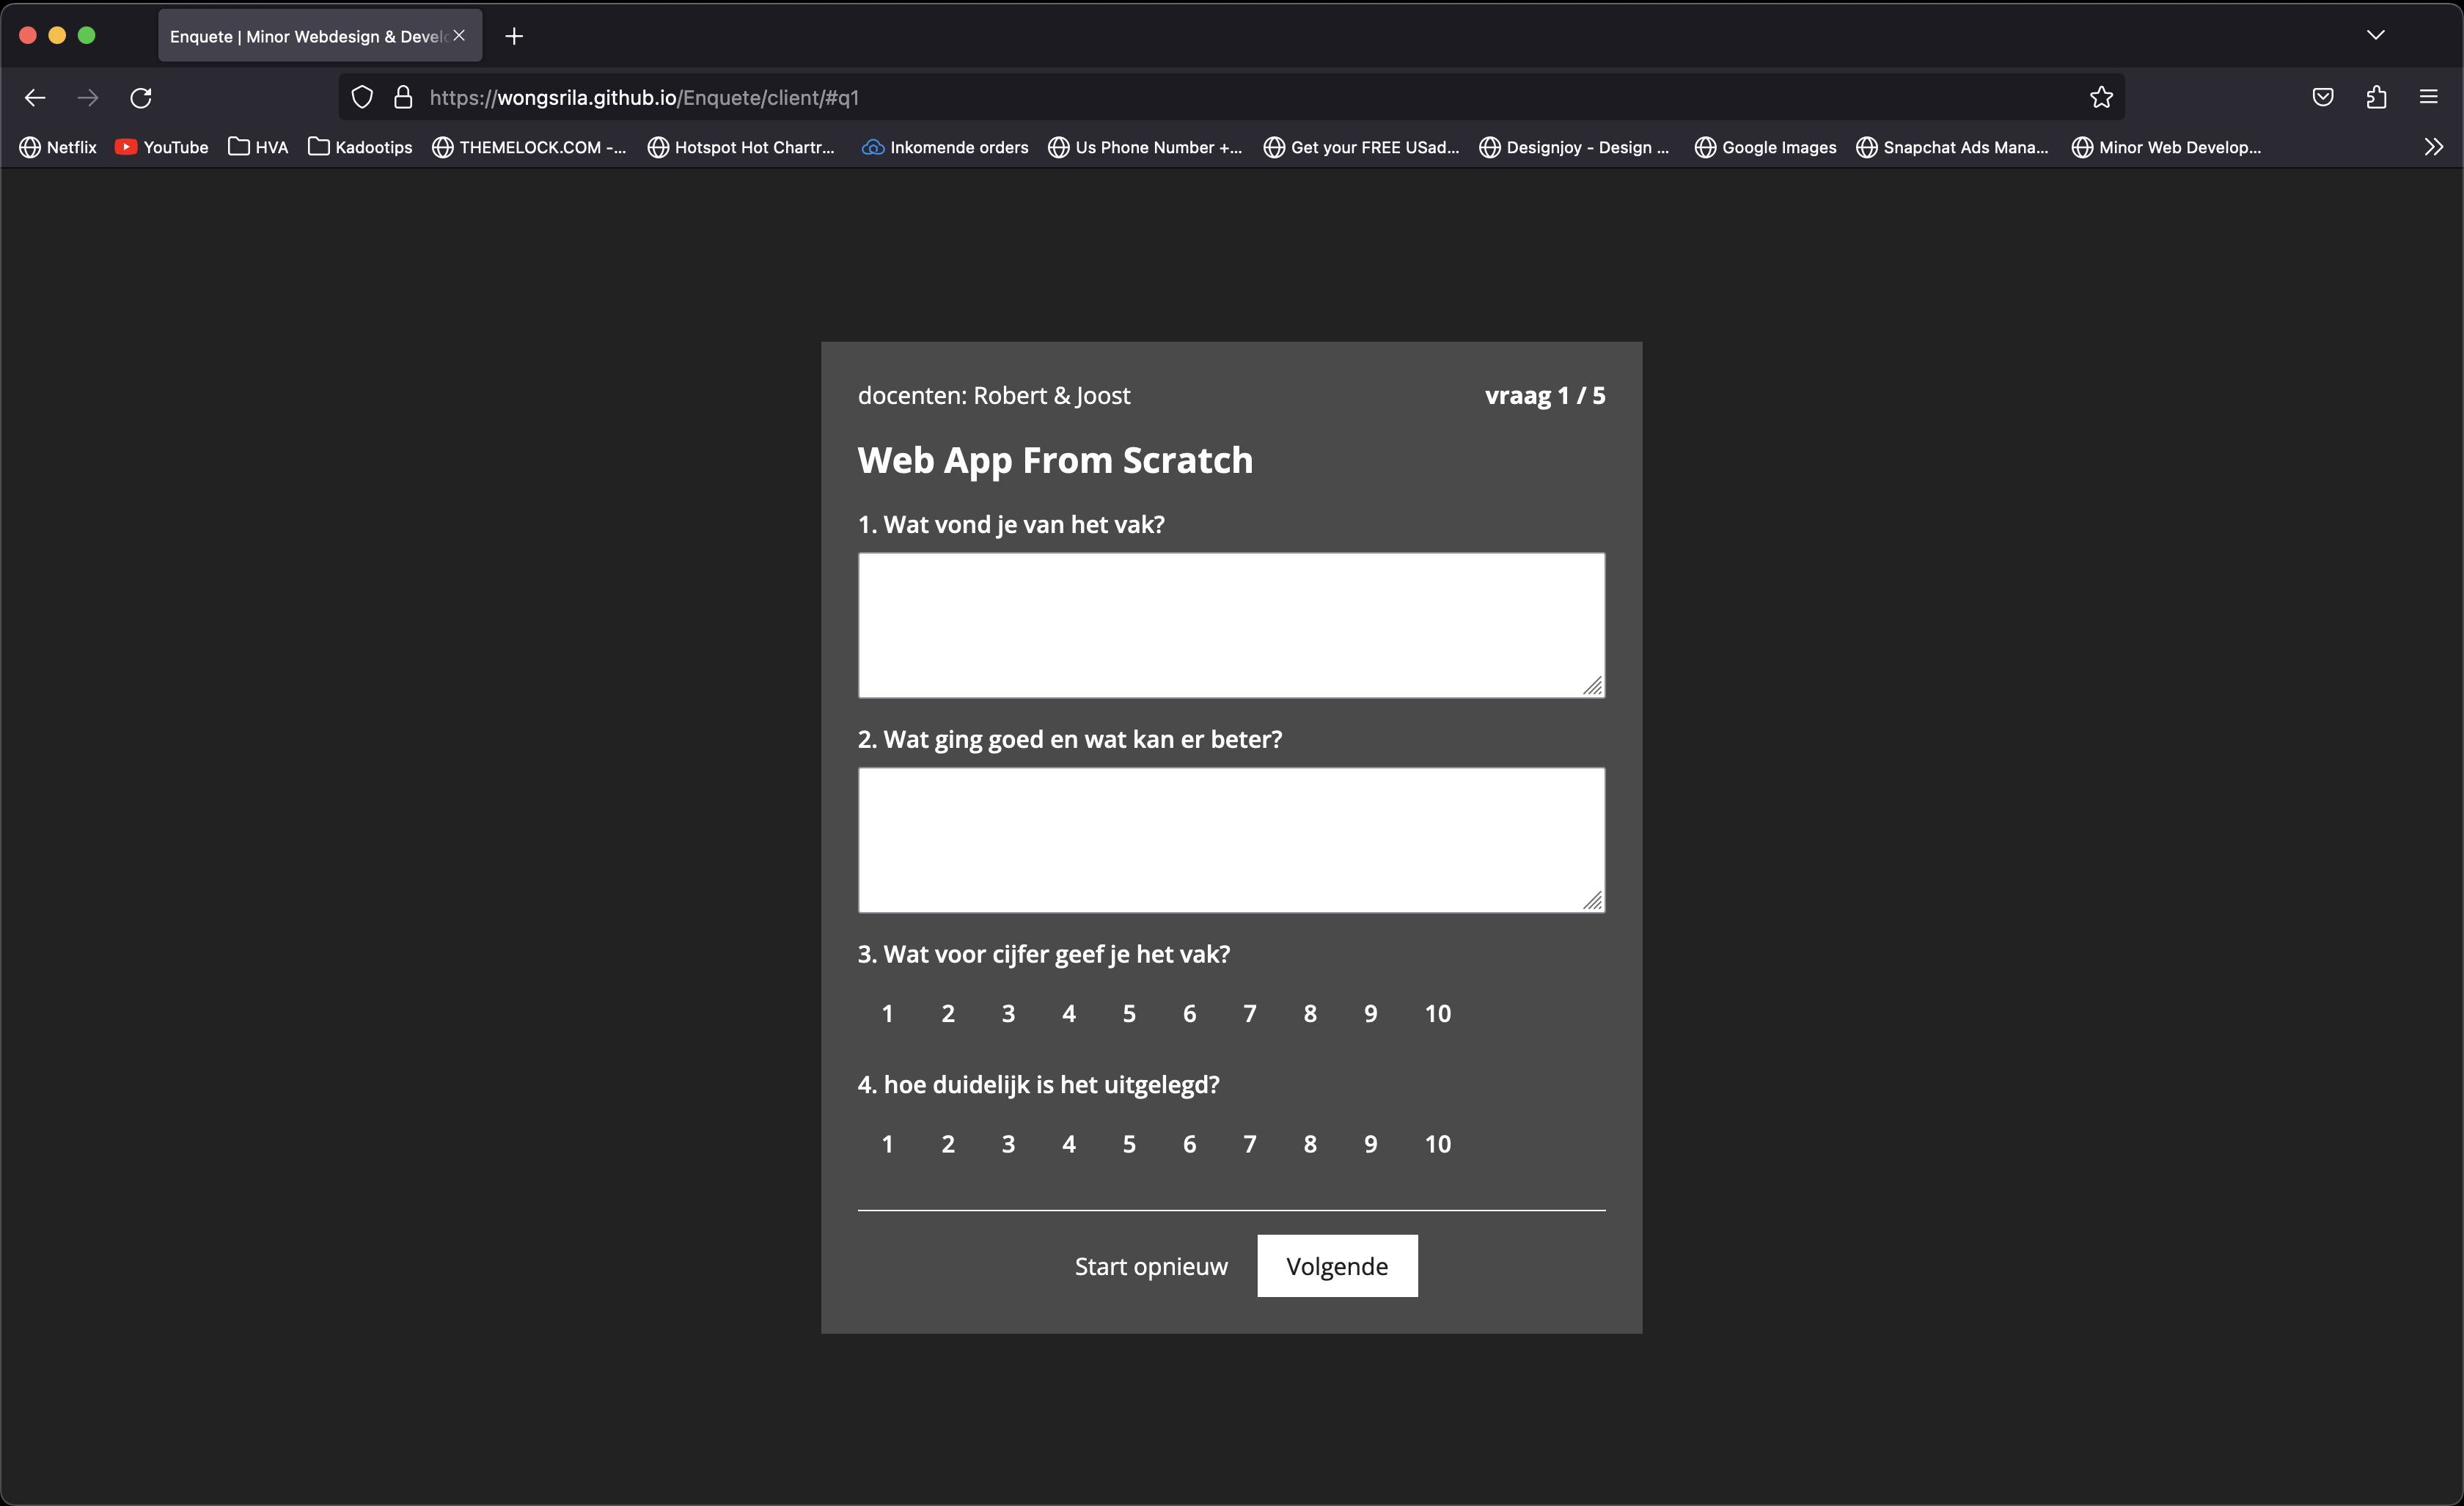 Enquete | Minor Webdesign & Devel
https://wongsrila.github.io/Enquete/client/#q1
Netflix YouTube HVA Kadootips THEMELOCK.COM -... Hotspot Hot Chartr... Inkomende orders Us Phone Number +... Get your FREE USad... Designjoy - Design ... Google Images Snapchat Ads Mana... Minor Web Develop...
docenten: Robert & Joost vraag 1 / 5
Web App From Scratch
1. Wat vond je van het vak?
2. Wat ging goed en wat kan er beter?
3. Wat voor cijfer geef je het vak?
1 2 3 4 5 6 7 8 9 10
4. hoe duidelijk is het uitgelegd?
1 2 3 4 5 6 7 8 9 10
Start opnieuw Volgende